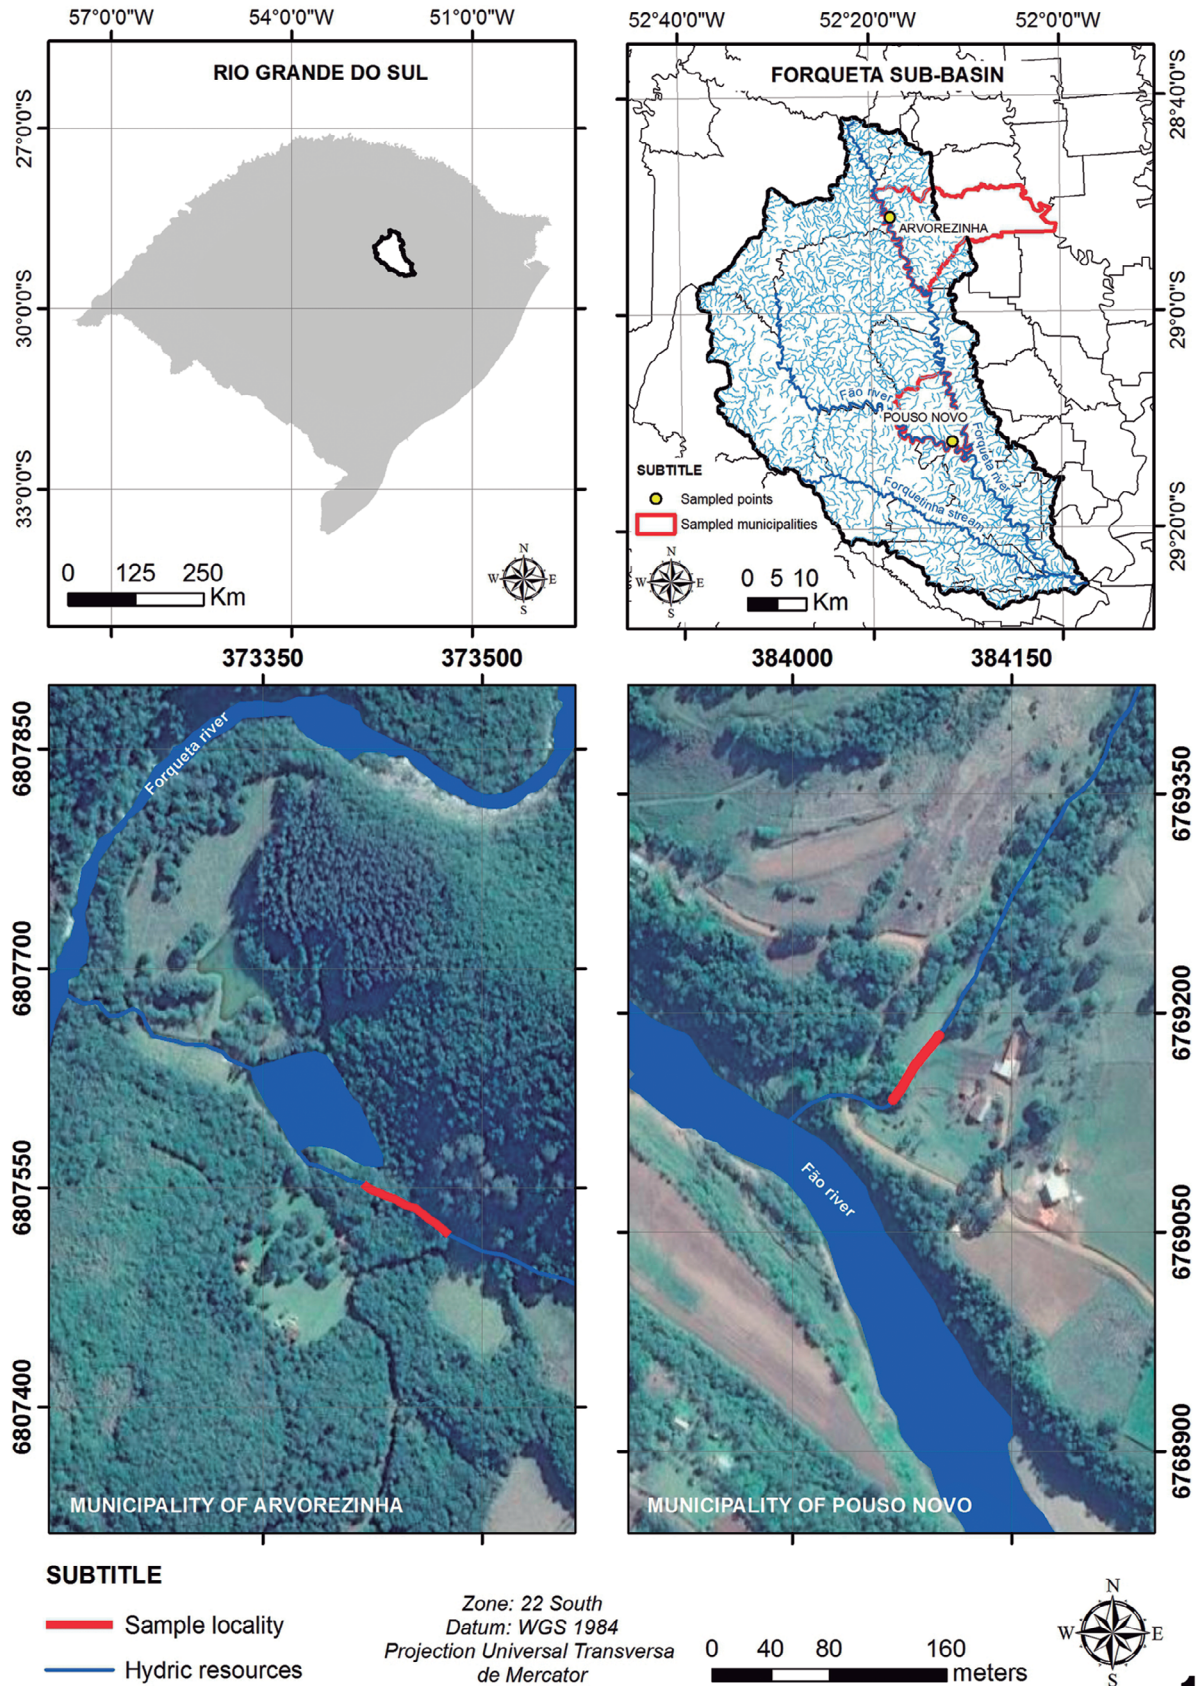 57°0'0"W 54°0'0"W 51°0'0"W
RIO GRANDE DO SUL
27°0'0"S
30°0'0"S
33°0'0"S
0 125 250
Km
N
W E
S
52°40'0"W 52°20'0"W 52°0'0"W
FORQUETA SUB-BASIN
28°40'0"S
29°0'0"S
29°20'0"S
ARVOREZINHA
Fão river
POUSO NOVO
Forqueta river
Forquetinha stream
SUBTITLE
Sampled points
Sampled municipalities
N
W E
S
0 5 10
Km
373350 373500
6807850
6807700
6807550
6807400
Forqueta river
MUNICIPALITY OF ARVOREZINHA
384000 384150
6769350
6769200
6769050
6768900
Fão river
MUNICIPALITY OF POUSO NOVO
SUBTITLE
Sample locality
Hydric resources
Zone: 22 South
Datum: WGS 1984
Projection Universal Transversa
de Mercator
0 40 80 160
meters
N
W E
S